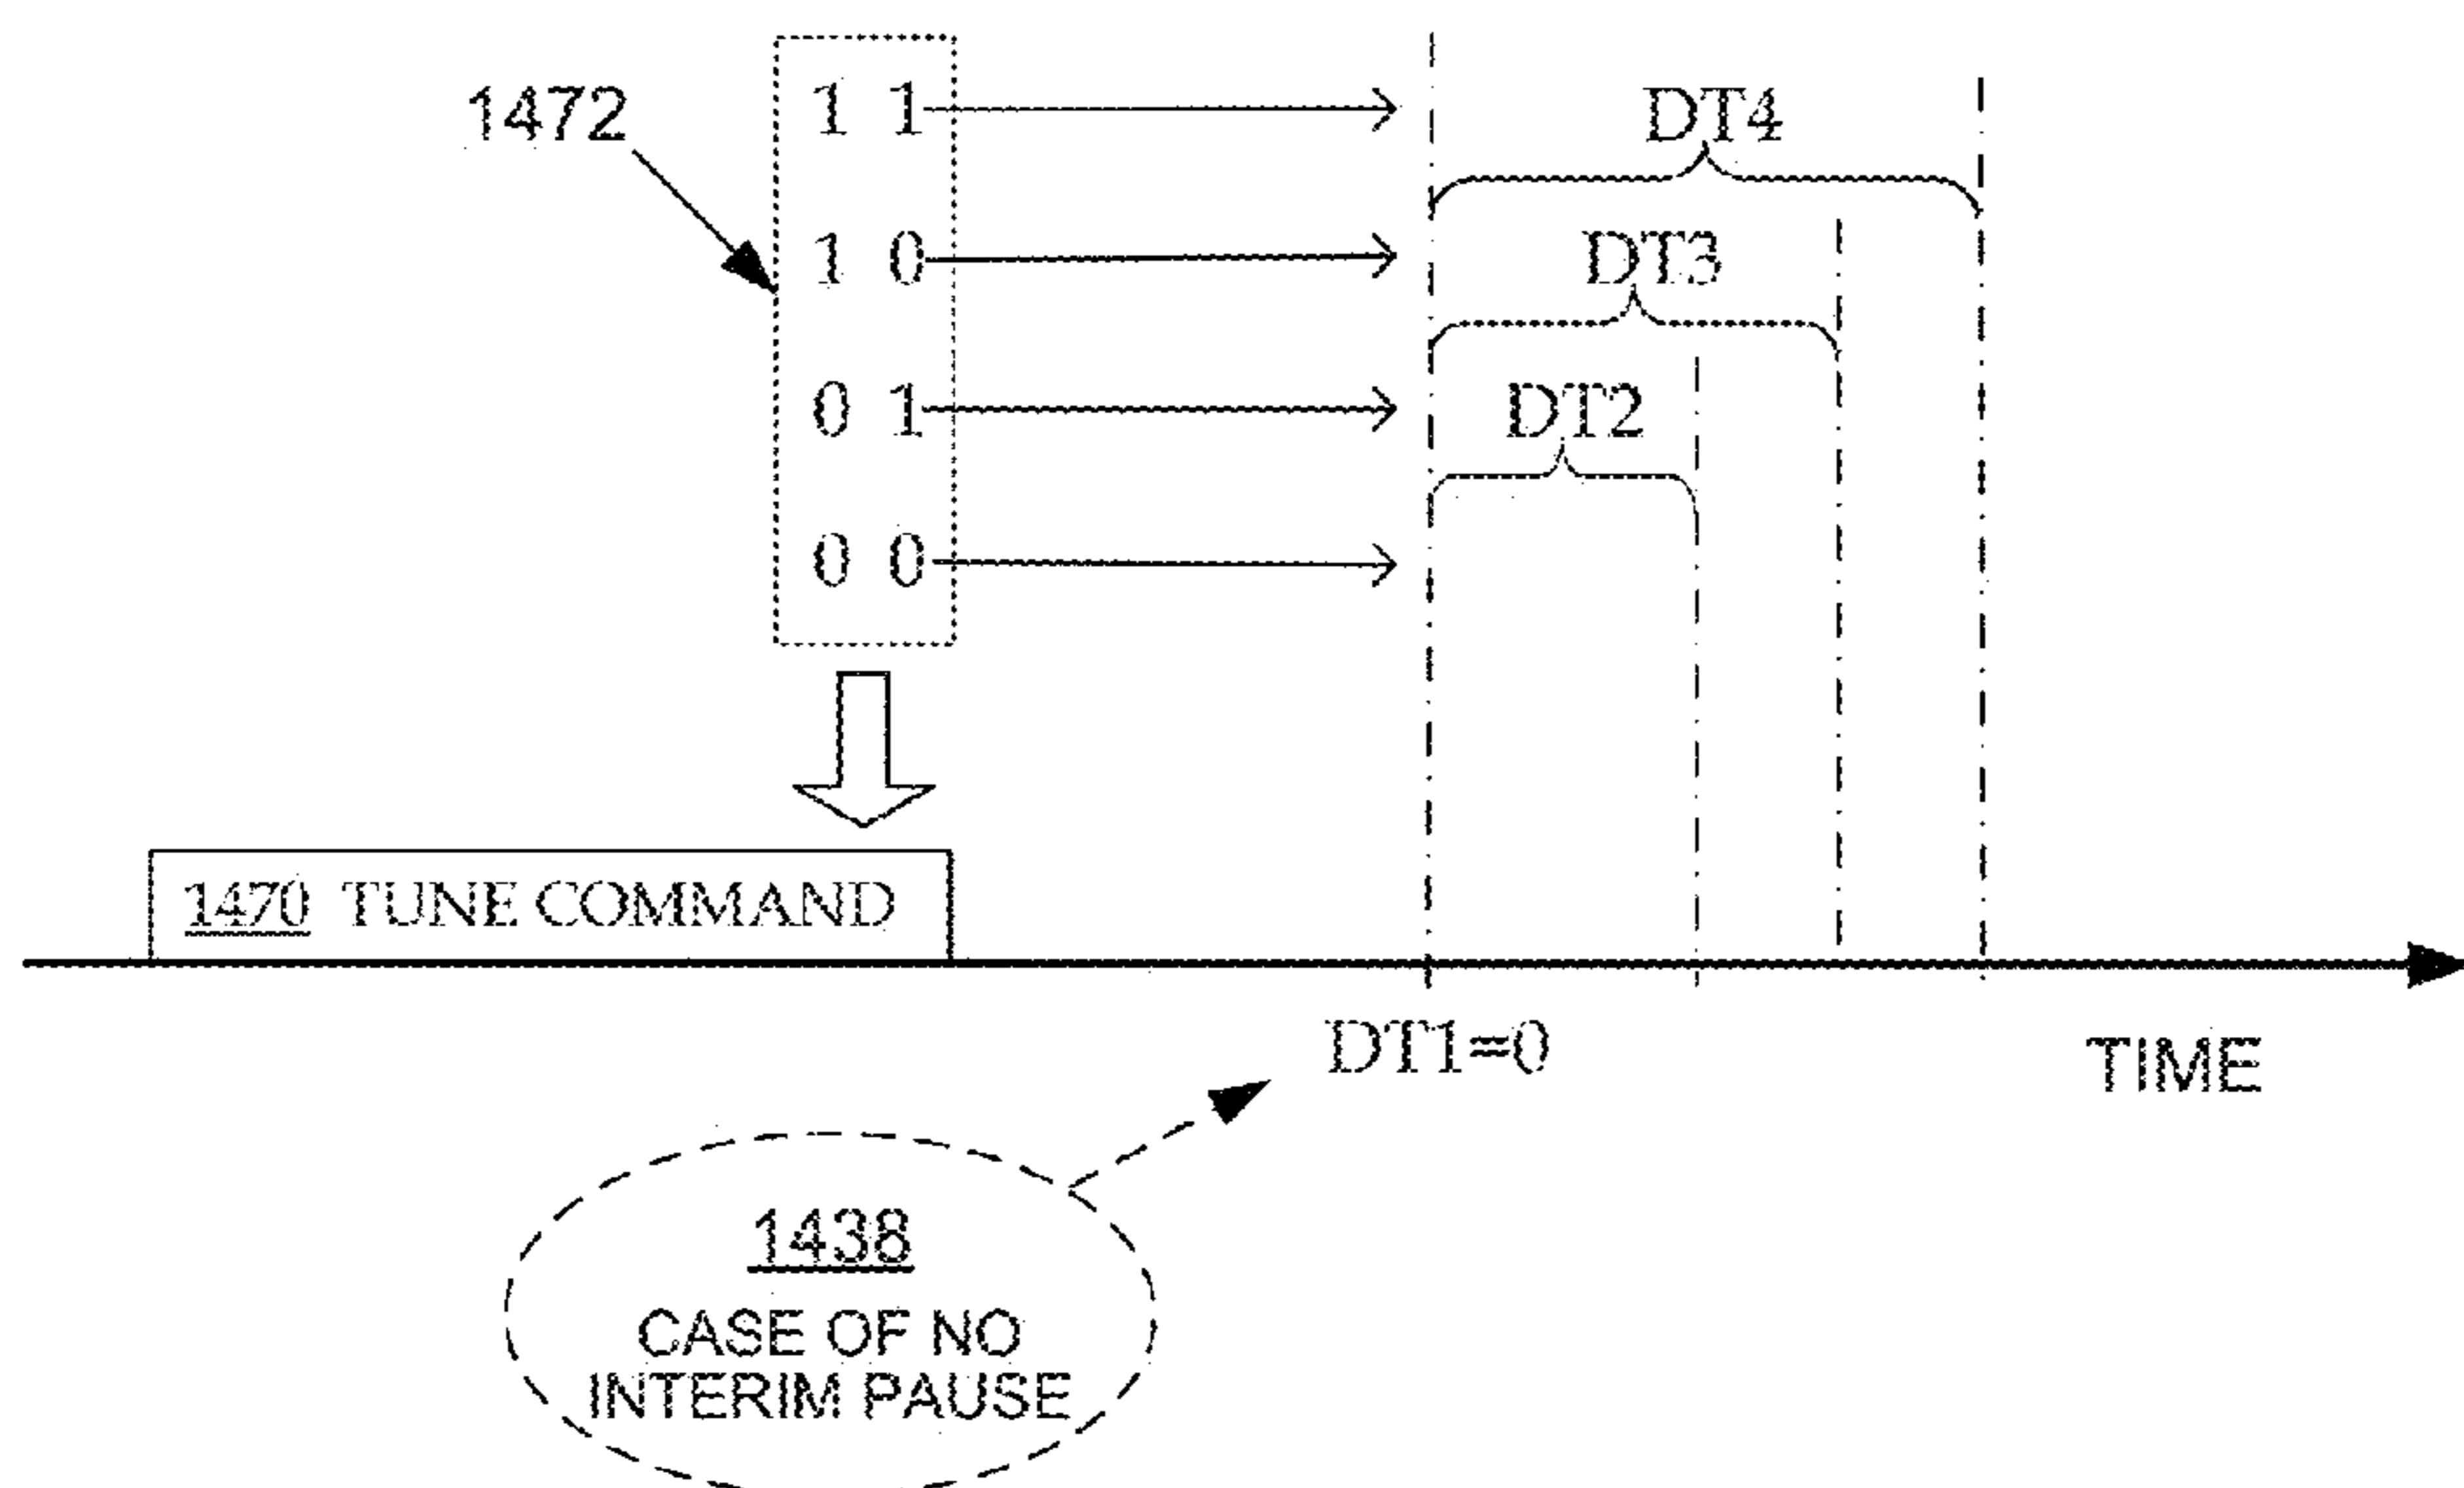 1472
1 1
DT4
1 0
DT3
0 1
DT2
0 0
1470 TUNE COMMAND
DT1=0
TIME
1438
CASE OF NO
INTERIM PAUSE